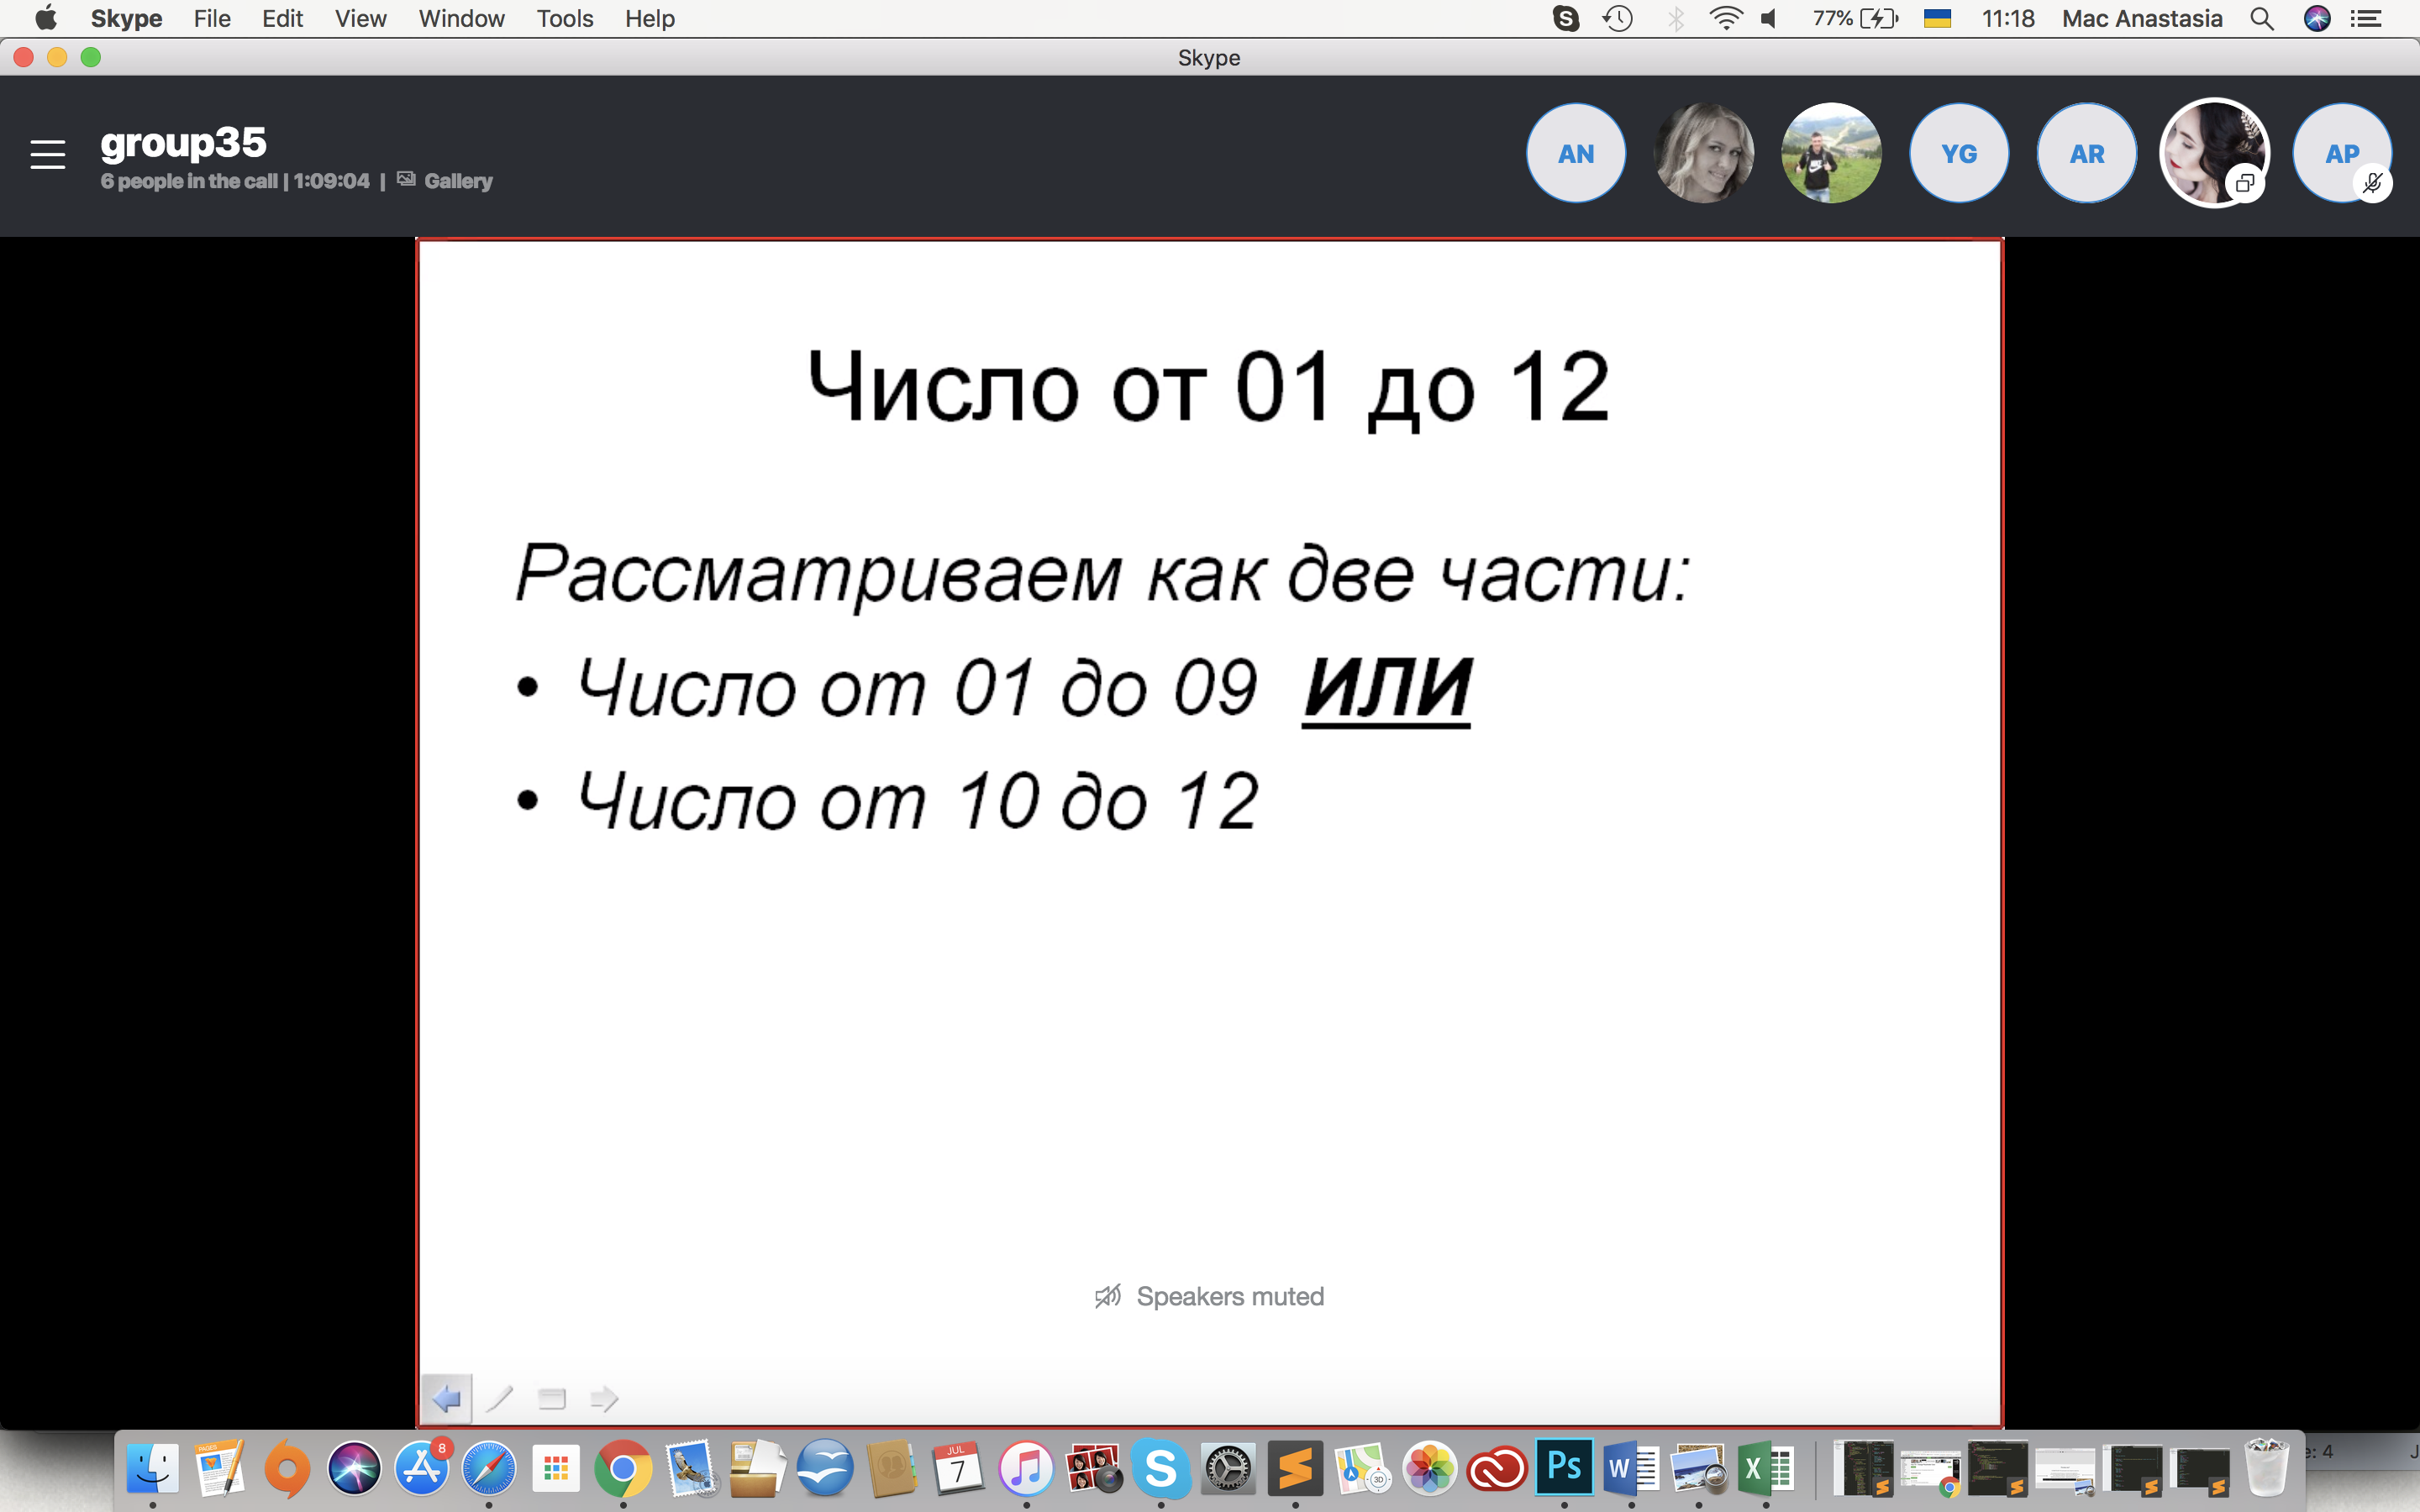 Skype File Edit View Window Tools Help 77% 11:18 Mac Anastasia
Skype
group35
6 people in the call | 1:09:04 | Gallery
AN YG AR AP
Число от 01 до 12
Рассматриваем как две части:
• Число от 01 до 09 ИЛИ
• Число от 10 до 12
Speakers muted
PAGES
8
JUL
7
3D
S
Ps
W
X